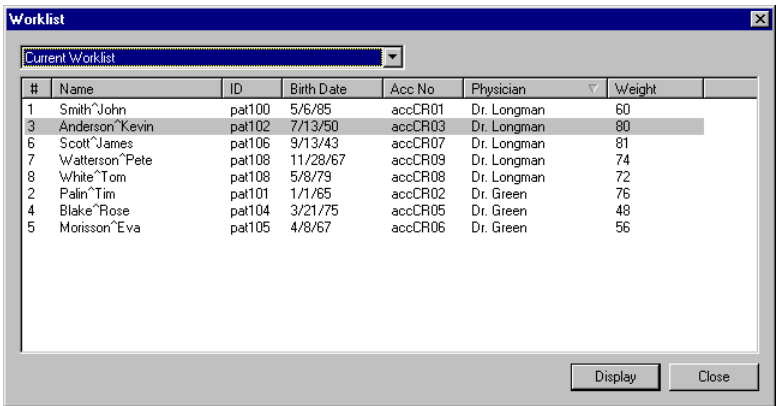 Worklist
Current Worklist
# Name ID Birth Date Acc No Physician Weight
1 Smith^John pat100 5/6/85 accCR01 Dr. Longman 60
3 Anderson^Kevin pat102 7/13/50 accCR03 Dr. Longman 80
6 Scott^James pat106 9/13/43 accCR07 Dr. Longman 81
7 Watterson^Pete pat108 11/28/67 accCR09 Dr. Longman 74
8 White^Tom pat108 5/8/79 accCR08 Dr. Longman 72
2 Palin^Tim pat101 1/1/65 accCR02 Dr. Green 76
4 Blake^Rose pat104 3/21/75 accCR05 Dr. Green 48
5 Morisson^Eva pat105 4/8/67 accCR06 Dr. Green 56
Display Close